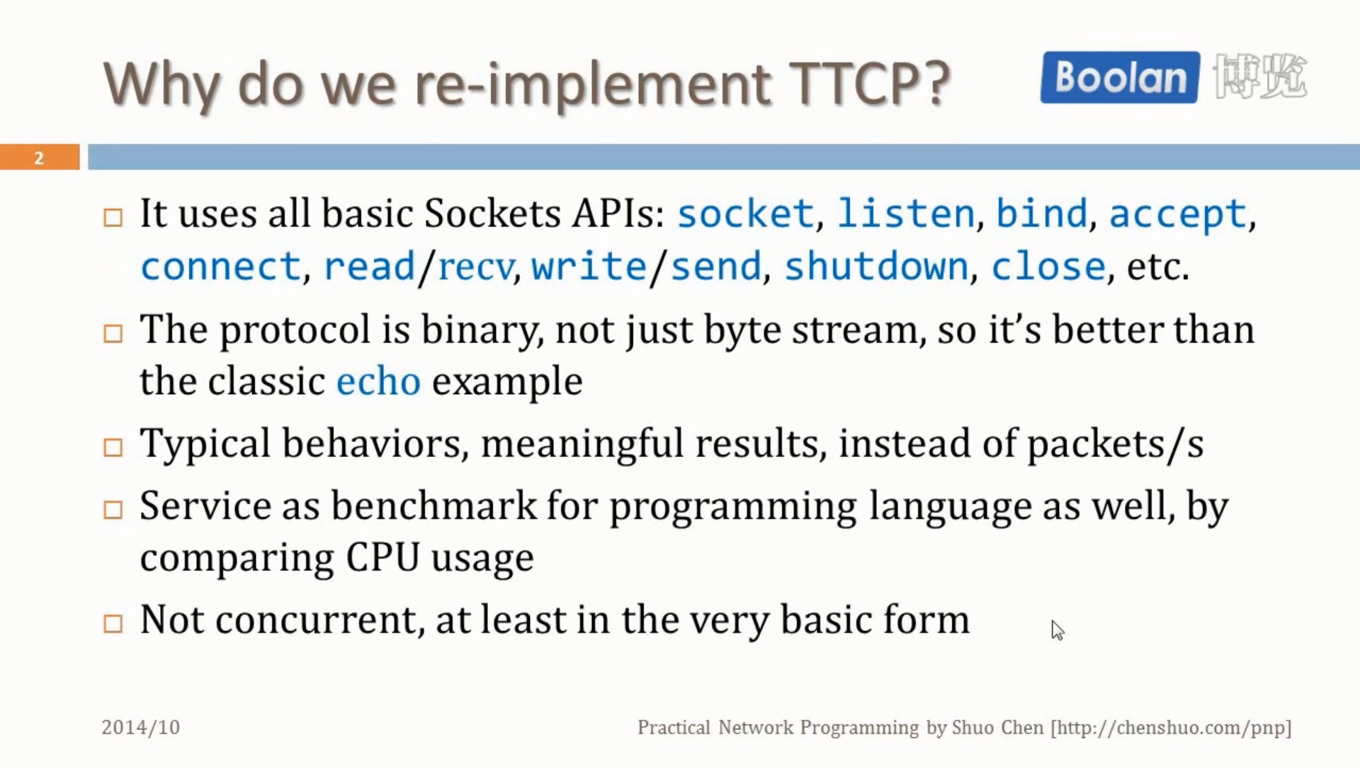 Why do we re-implement TTCP?
Boolan 博览
2
It uses all basic Sockets APIs: socket, listen, bind, accept,
connect, read/recv, write/send, shutdown, close, etc.
The protocol is binary, not just byte stream, so it’s better than
the classic echo example
Typical behaviors, meaningful results, instead of packets/s
Service as benchmark for programming language as well, by
comparing CPU usage
Not concurrent, at least in the very basic form
2014/10
Practical Network Programming by Shuo Chen [http://chenshuo.com/pnp]